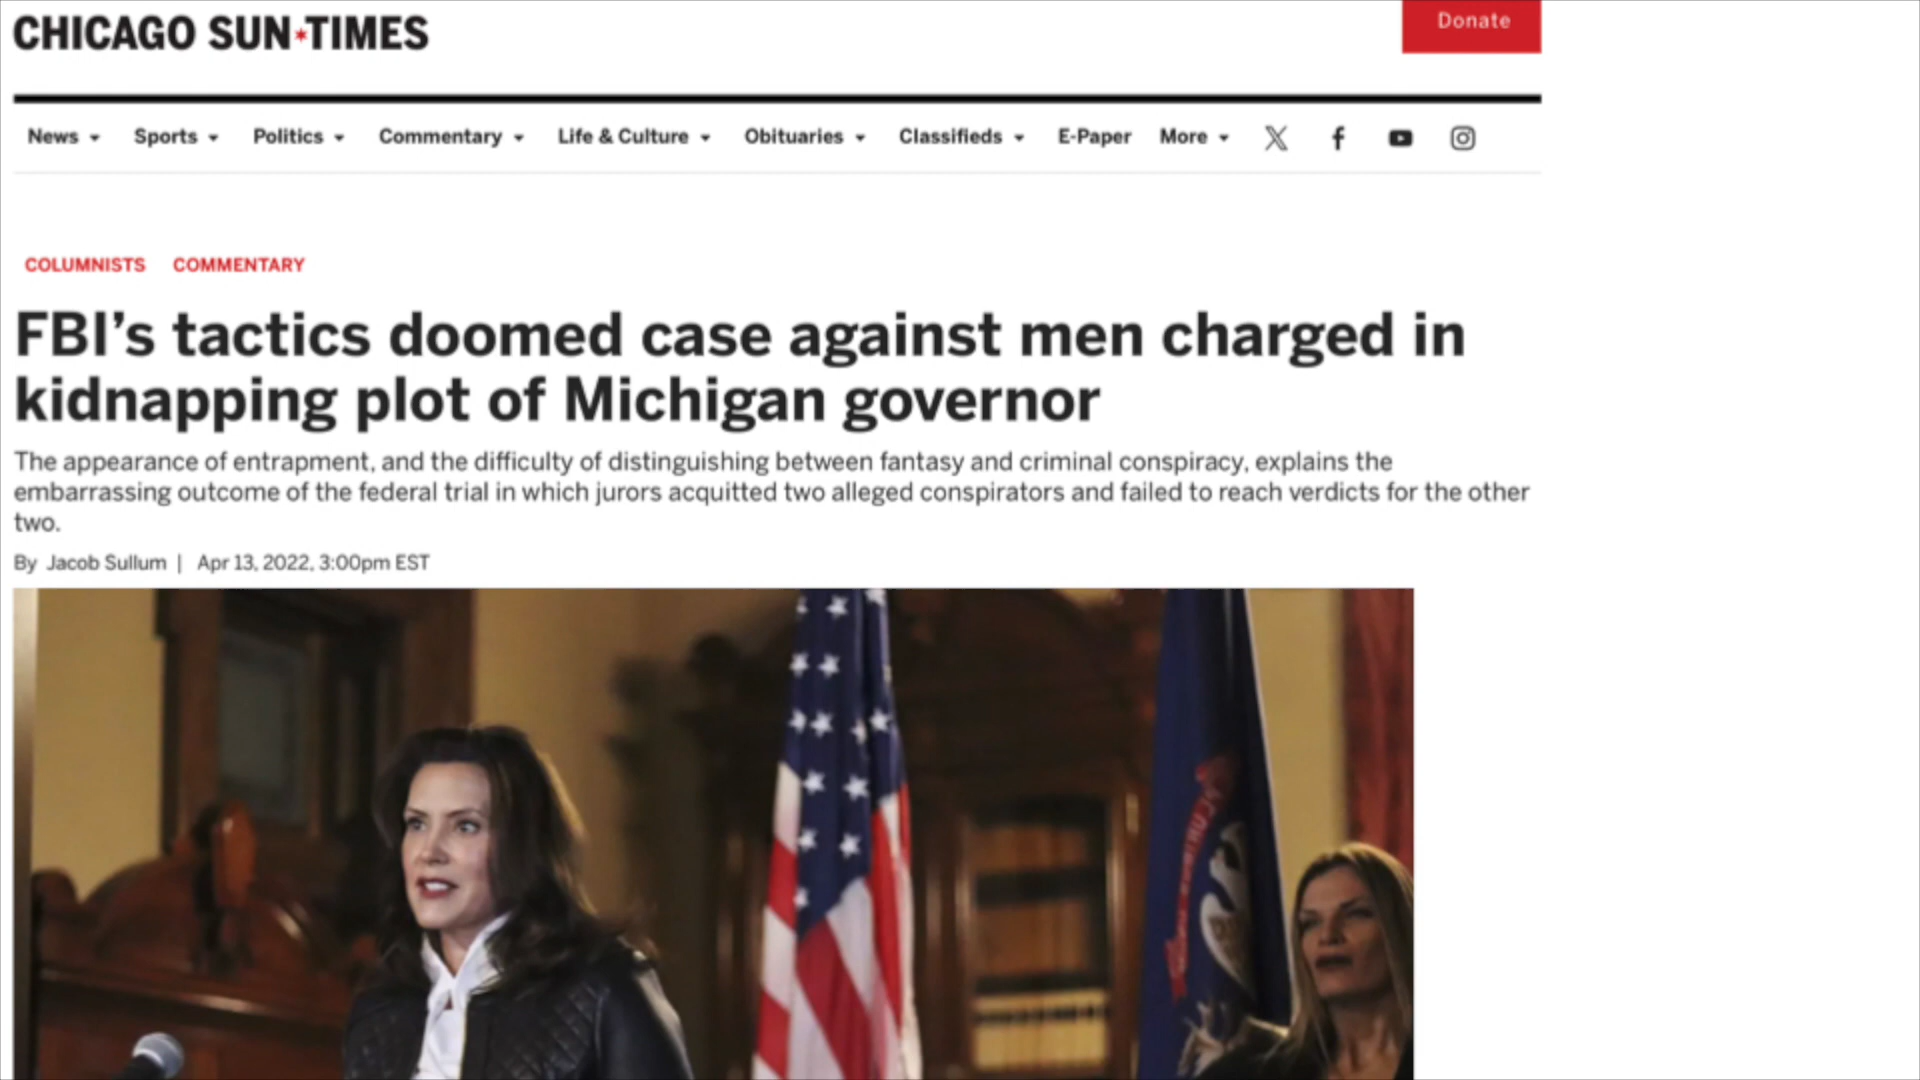 CHICAGO SUN★TIMES
Donate
News Sports Politics Commentary Life & Culture Obituaries Classifieds E-Paper More
COLUMNISTS COMMENTARY
FBI’s tactics doomed case against men charged in
kidnapping plot of Michigan governor
The appearance of entrapment, and the difficulty of distinguishing between fantasy and criminal conspiracy, explains the
embarrassing outcome of the federal trial in which jurors acquitted two alleged conspirators and failed to reach verdicts for the other
two.
By Jacob Sullum | Apr 13, 2022, 3:00pm EST